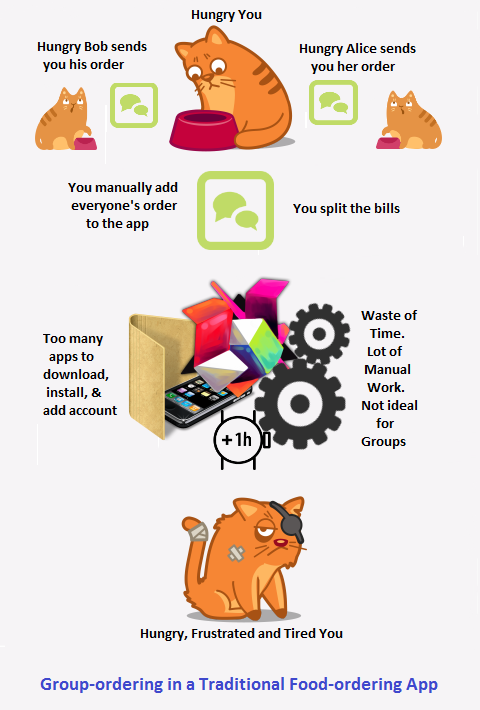 Hungry You
Hungry Bob sends
you his order
Hungry Alice sends
you her order
You manually add
everyone's order
to the app
You split the bills
Too many
apps to
download,
install, &
add account
Waste of
Time.
Lot of
Manual
Work.
Not ideal
for
Groups
+1h
Hungry, Frustrated and Tired You
Group-ordering in a Traditional Food-ordering App